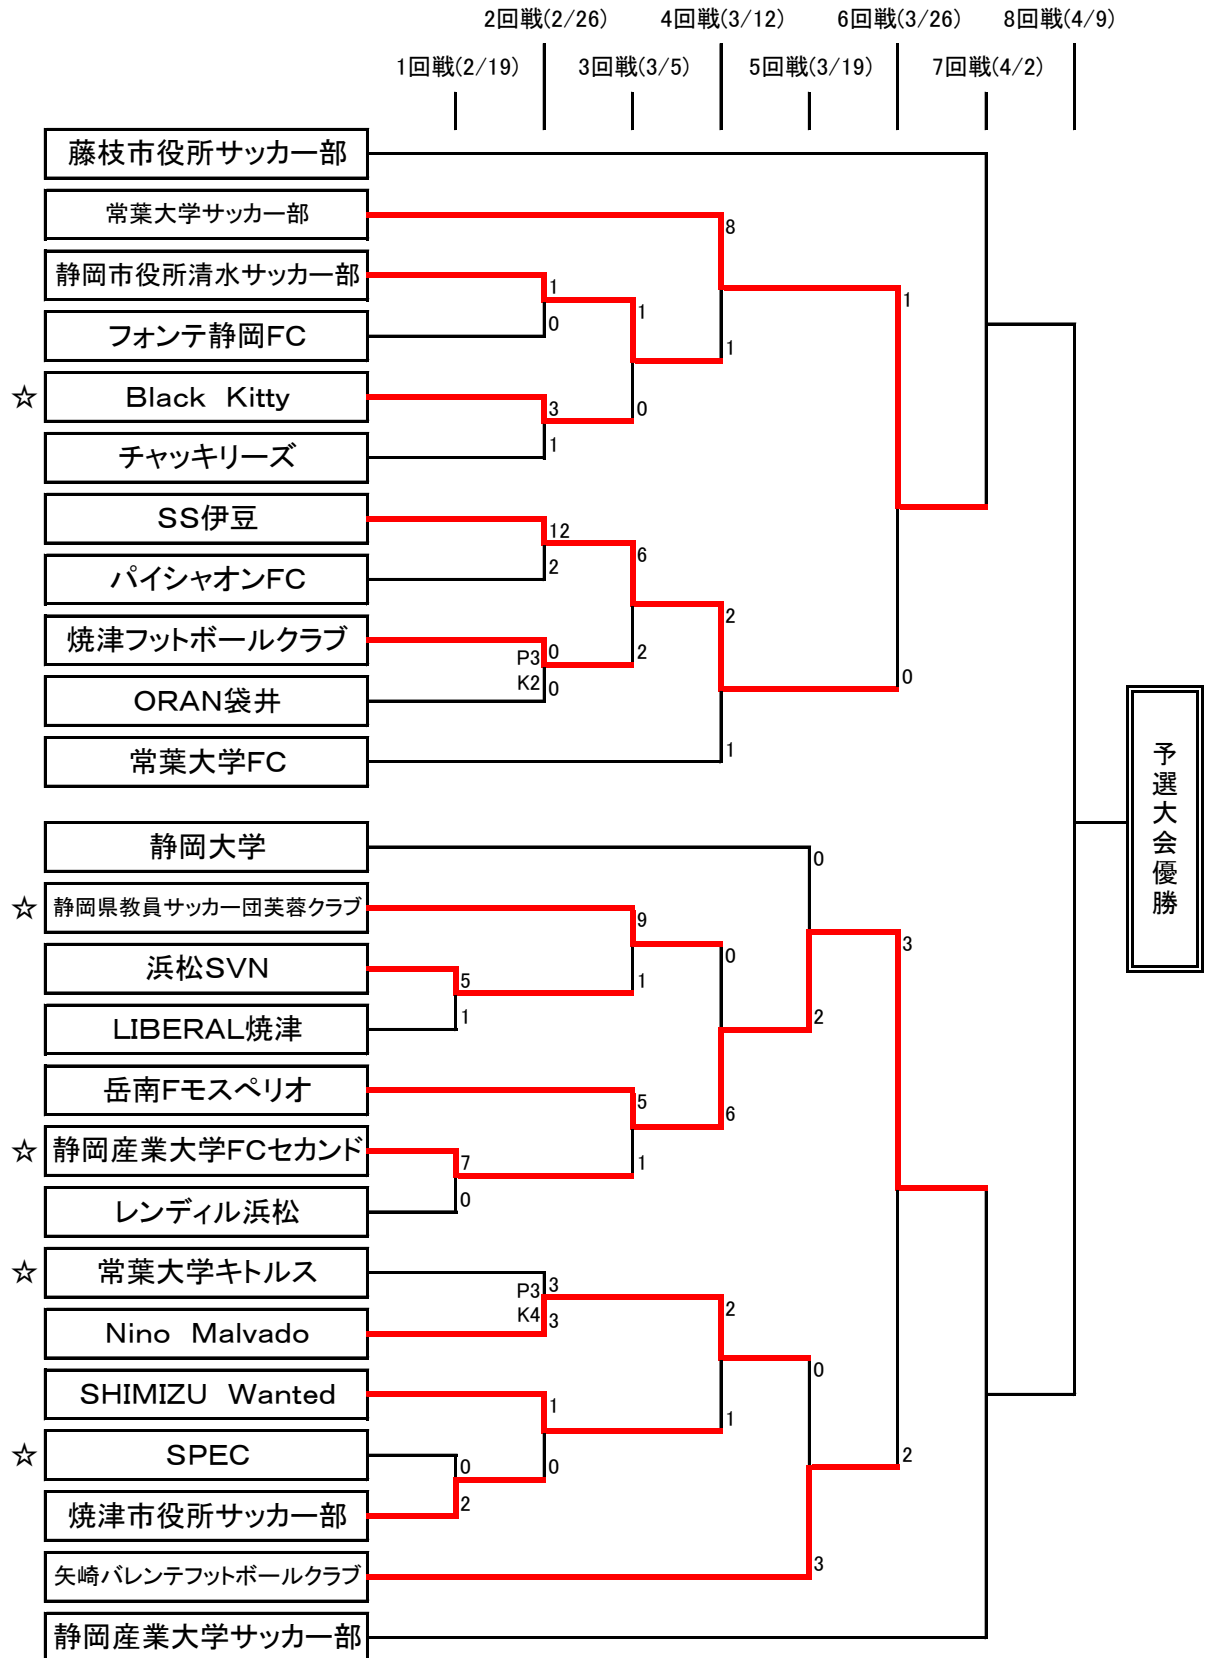 2回戦(2/26)
4回戦(3/12)
6回戦(3/26)
8回戦(4/9)
1回戦(2/19)
3回戦(3/5)
5回戦(3/19)
7回戦(4/2)
藤枝市役所サッカー部
常葉大学サッカー部
8
静岡市役所清水サッカー部
1
1
1
フォンテ静岡FC
0
1
☆ Black Kitty
3
0
チャッキリーズ
1
SS伊豆
12
6
パイシャオンFC
2
2
焼津フットボールクラブ
P3
0
2
0
ORAN袋井
K2
0
常葉大学FC
1
予選大会優勝
静岡大学
0
☆ 静岡県教員サッカー団芙蓉クラブ
9
0
3
浜松SVN
5
1
LIBERAL焼津
1
2
岳南Fモスペリオ
5
6
☆ 静岡産業大学FCセカンド
7
1
レンディル浜松
0
☆ 常葉大学キトルス
P3
3
2
Nino Malvado
K4
3
0
SHIMIZU Wanted
1
1
☆ SPEC
0
0
2
焼津市役所サッカー部
2
矢崎バレンテフットボールクラブ
3
静岡産業大学サッカー部